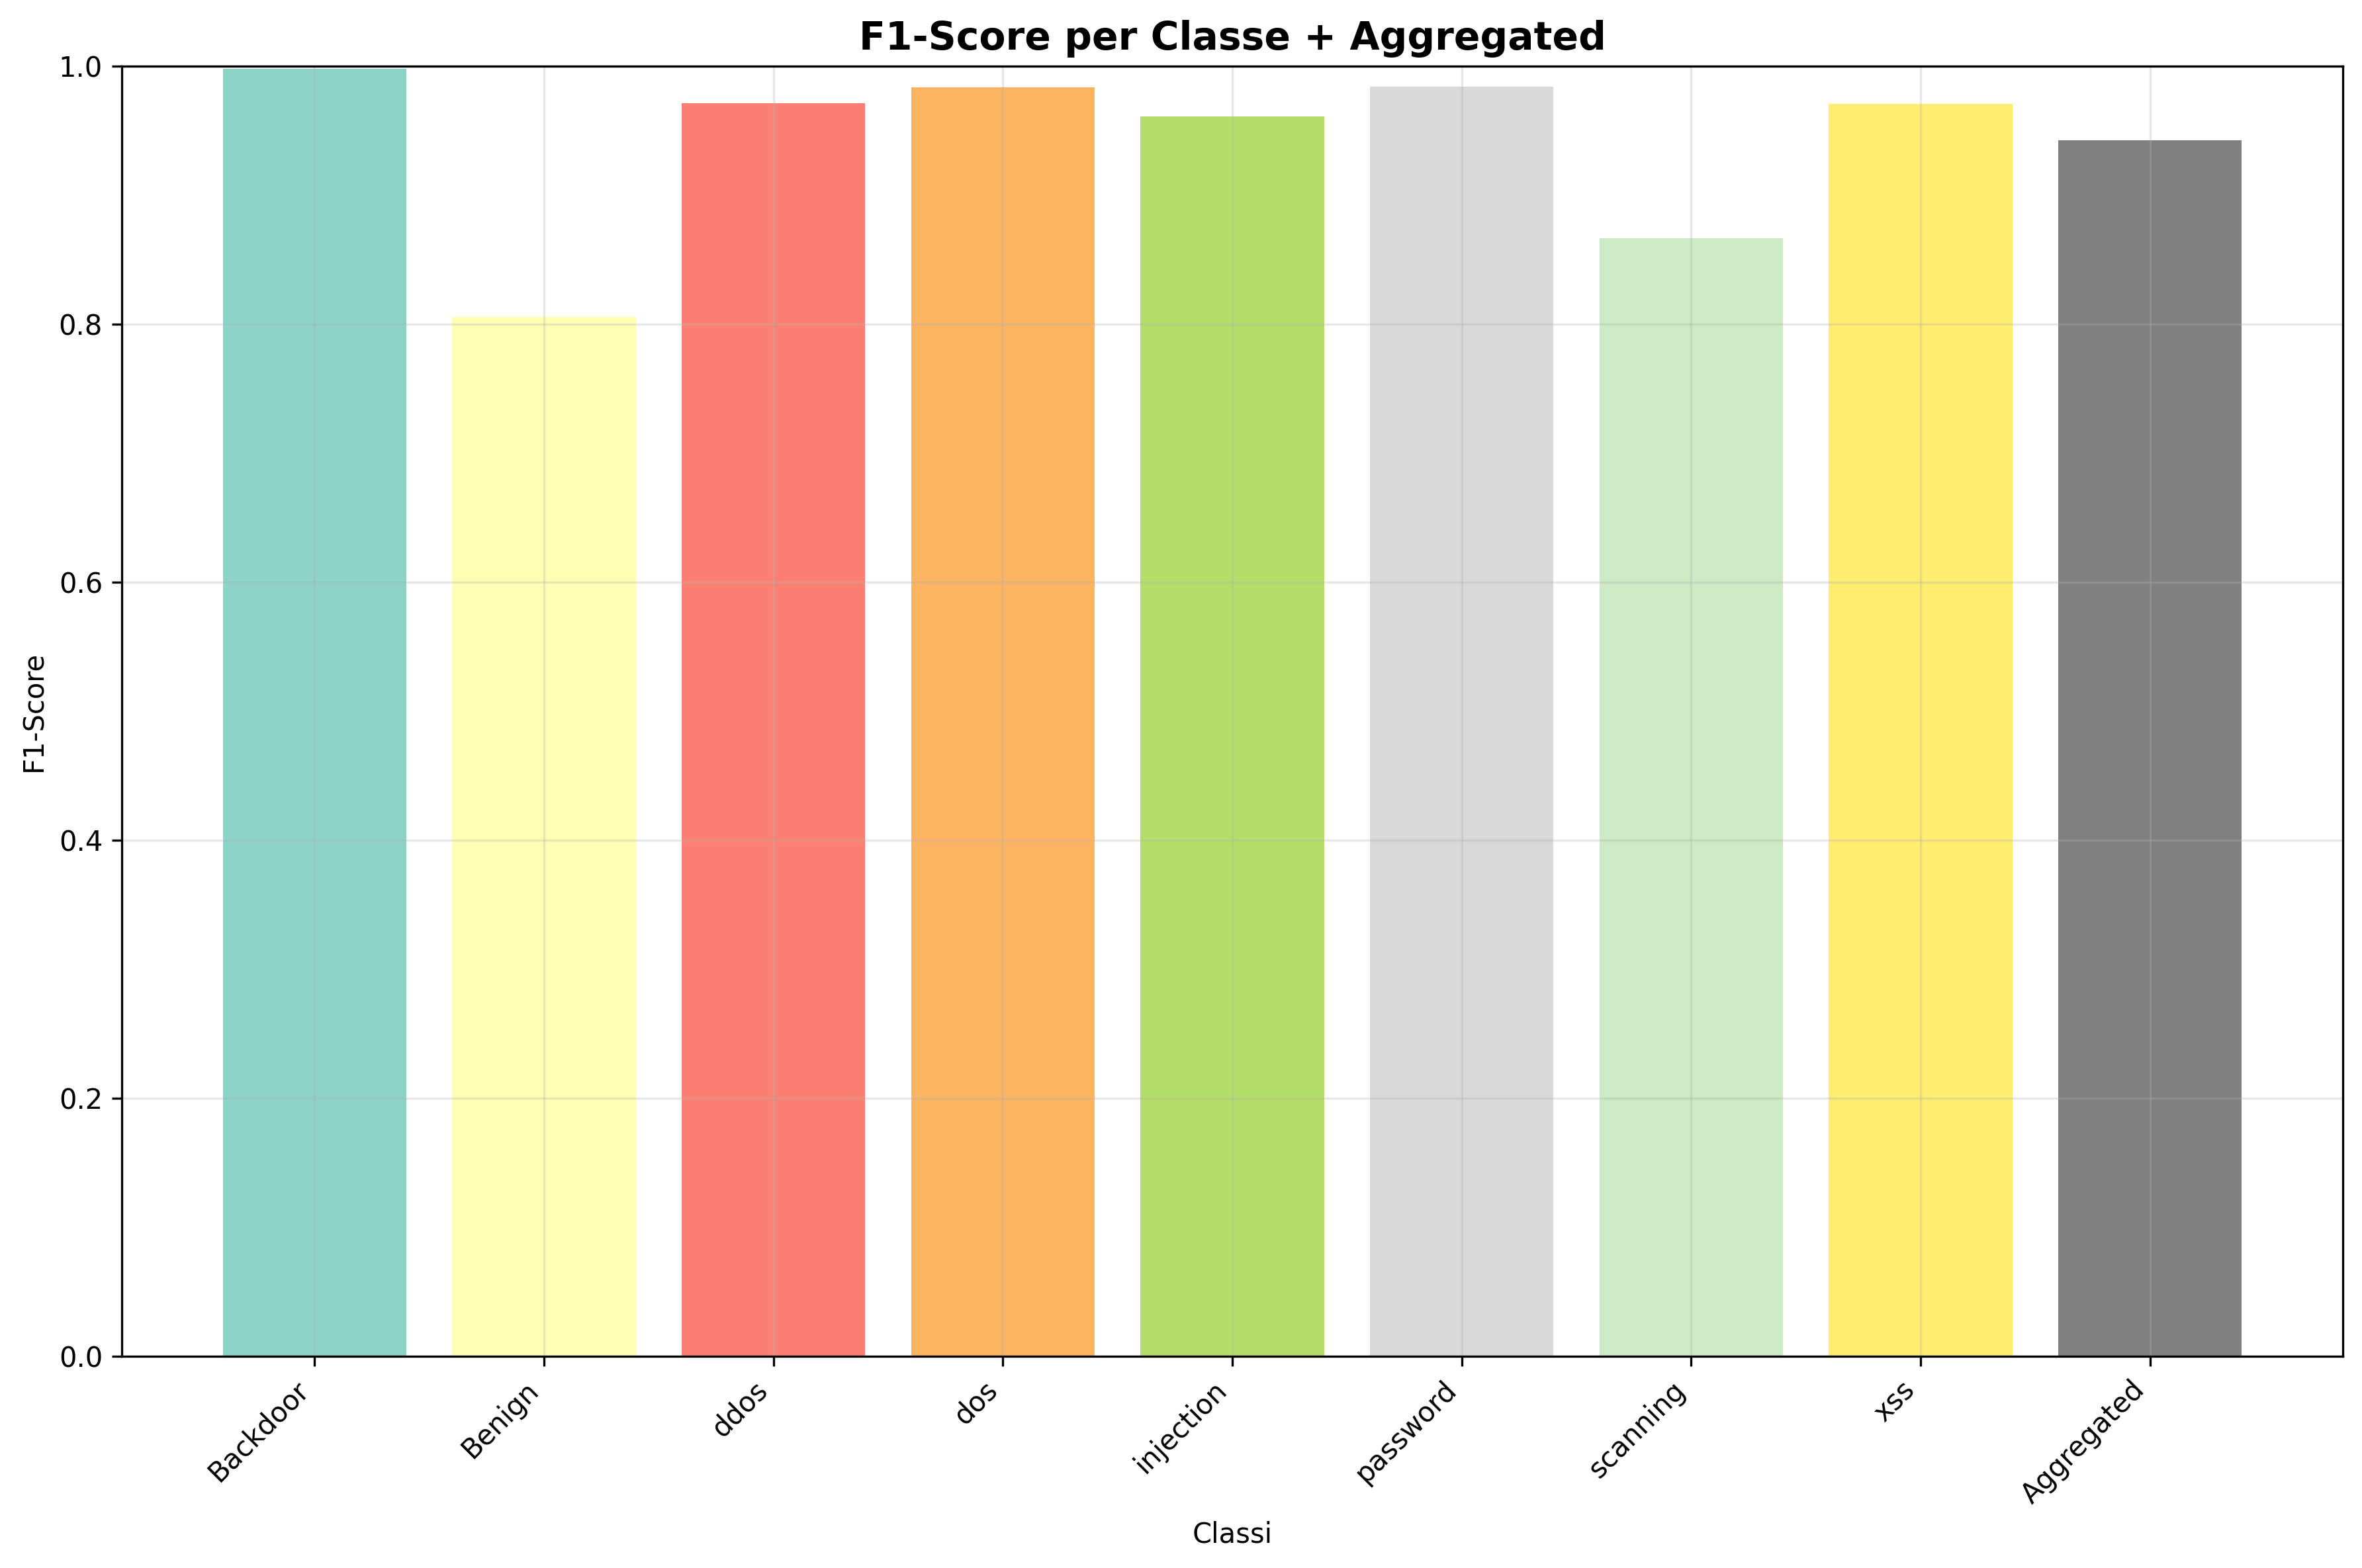 F1-Score per Classe + Aggregated
1.0
0.8
0.6
0.4
0.2
0.0
F1-Score
Backdoor
Benign
ddos
dos
injection
password
scanning
xss
Aggregated
Classi